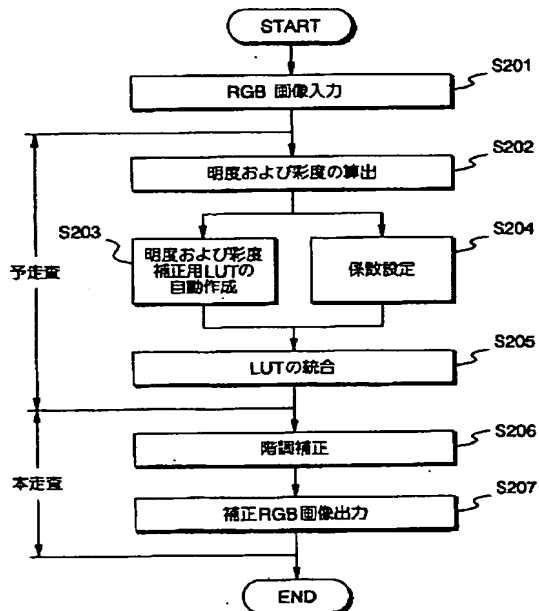 START
S201
RGB 画像入力
S202
明度および彩度の算出
S203
明度および彩度
補正用LUTの
自動作成
S204
係数設定
予走査
S205
LUTの統合
S206
階調補正
本走査
S207
補正RGB画像出力
END